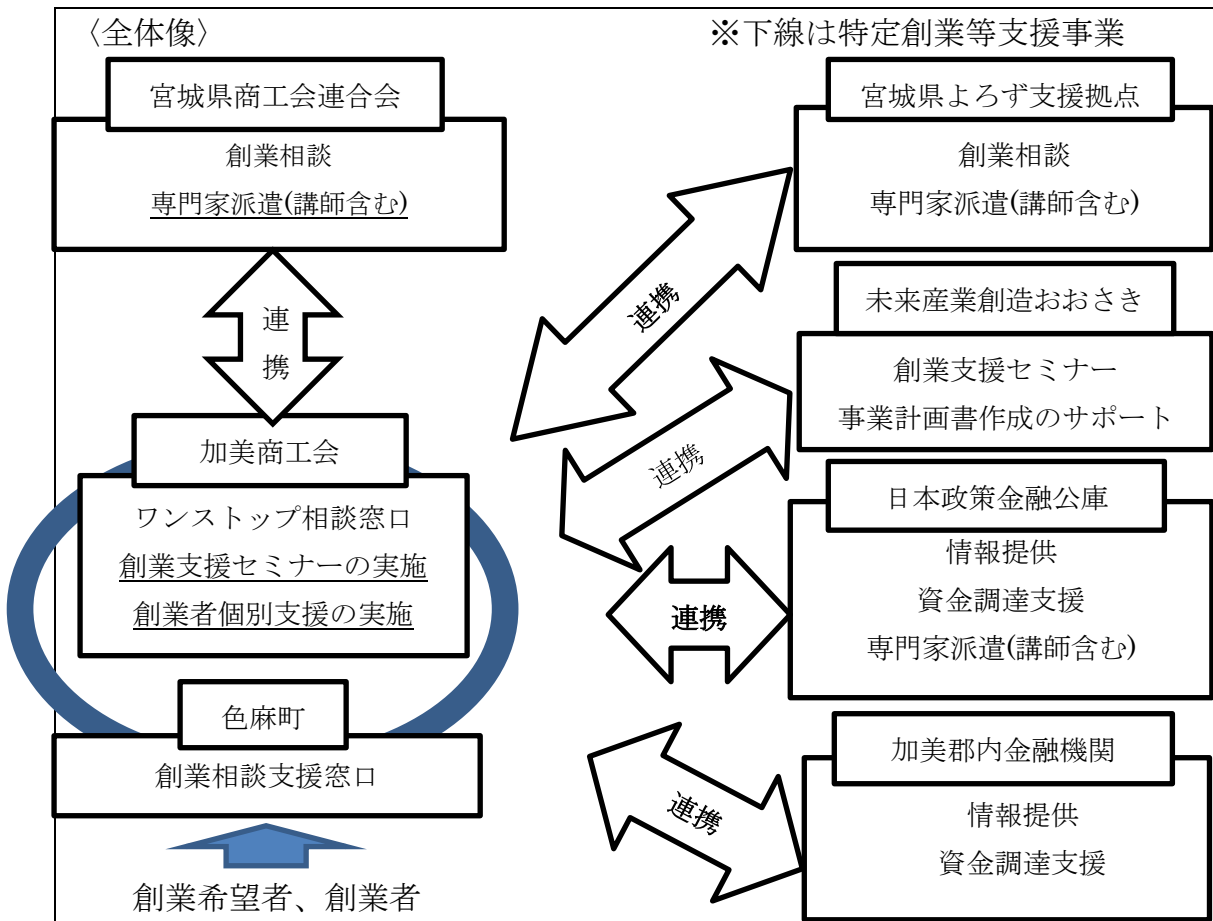 〈全体像〉
※下線は特定創業等支援事業
宮城県商工会連合会
創業相談
専門家派遣(講師含む)
連
携
加美商工会
ワンストップ相談窓口
創業支援セミナーの実施
創業者個別支援の実施
色麻町
創業相談支援窓口
創業希望者、創業者
連携
連携
連携
連携
宮城県よろず支援拠点
創業相談
専門家派遣(講師含む)
未来産業創造おおさき
創業支援セミナー
事業計画書作成のサポート
日本政策金融公庫
情報提供
資金調達支援
専門家派遣(講師含む)
加美郡内金融機関
情報提供
資金調達支援